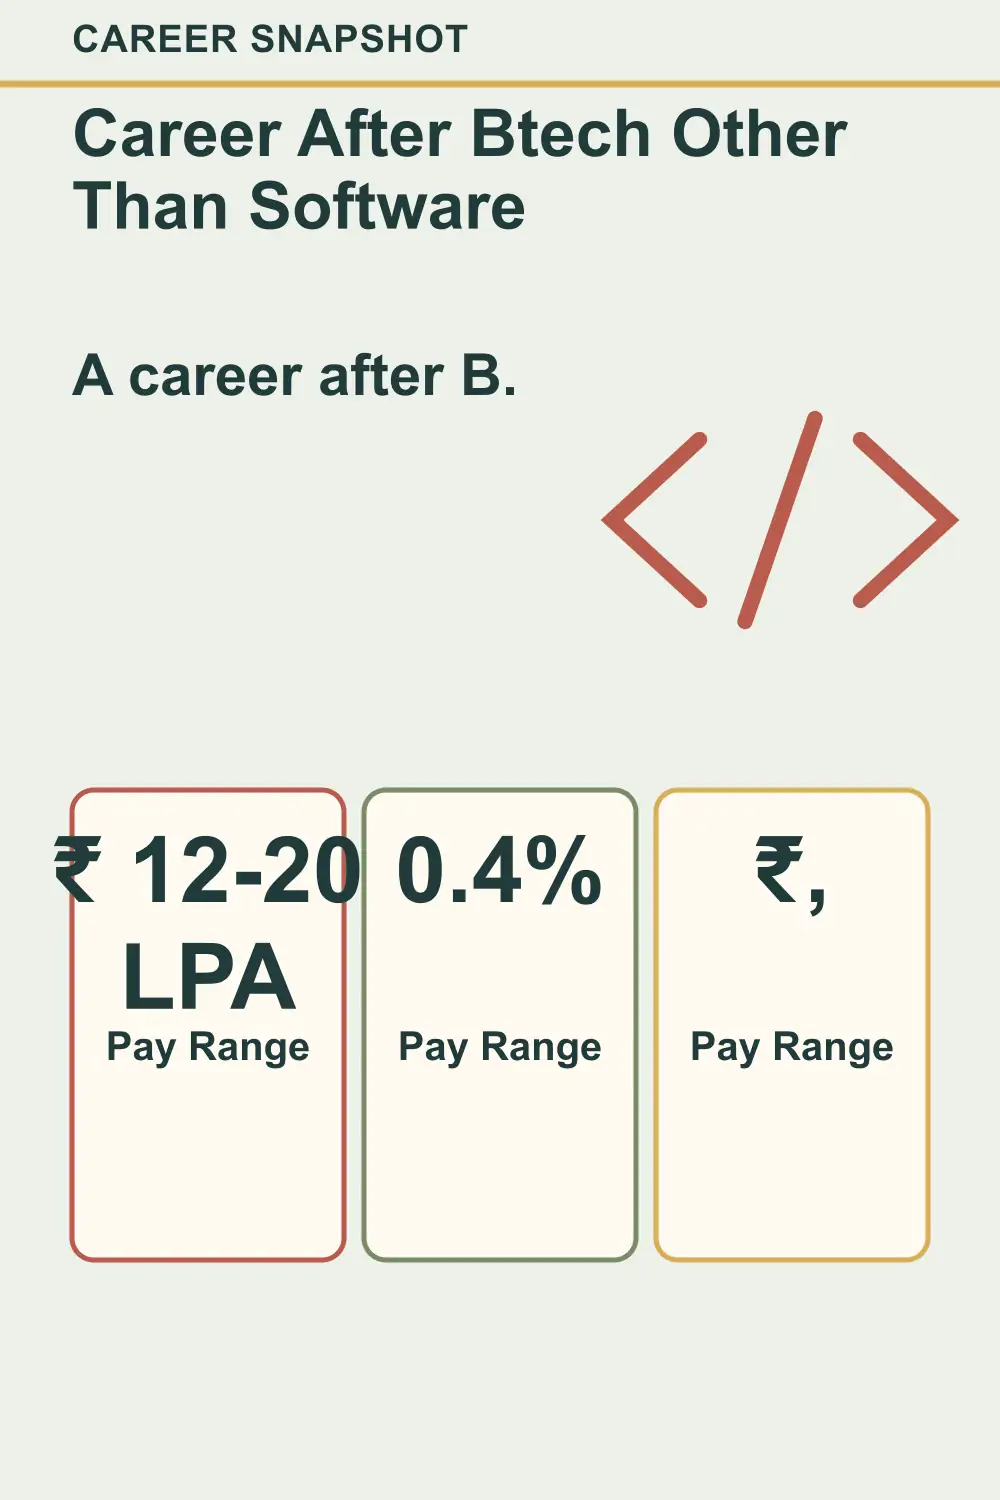 CAREER SNAPSHOT
Career After Btech Other
Than Software
A career after B.
₹ 12-20
LPA
Pay Range
0.4%
Pay Range
₹,
Pay Range